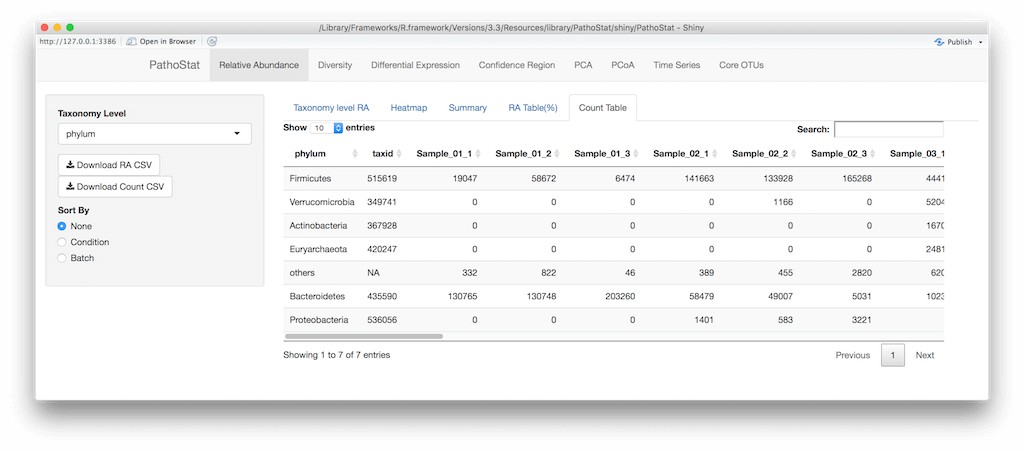 /Library/Frameworks/R.framework/Versions/3.3/Resources/library/PathoStat/shiny/PathoStat - Shiny
http://127.0.0.1:3386 Open in Browser Publish
PathoStat Relative Abundance Diversity Differential Expression Confidence Region PCA PCoA Time Series Core OTUs
Taxonomy Level
phylum
Download RA CSV
Download Count CSV
Sort By
None
Condition
Batch
Taxonomy level RA Heatmap Summary RA Table(%) Count Table
Show 10 entries Search:
phylum taxid Sample_01_1 Sample_01_2 Sample_01_3 Sample_02_1 Sample_02_2 Sample_02_3 Sample_03_1
Firmicutes 515619 19047 58672 6474 141663 133928 165268 4441
Verrucomicrobia 349741 0 0 0 0 1166 0 5204
Actinobacteria 367928 0 0 0 0 0 0 1670
Euryarchaeota 420247 0 0 0 0 0 0 2481
others NA 332 822 46 389 455 2820 620
Bacteroidetes 435590 130765 130748 203260 58479 49007 5031 1023
Proteobacteria 536056 0 0 0 1401 583 3221
Showing 1 to 7 of 7 entries Previous 1 Next